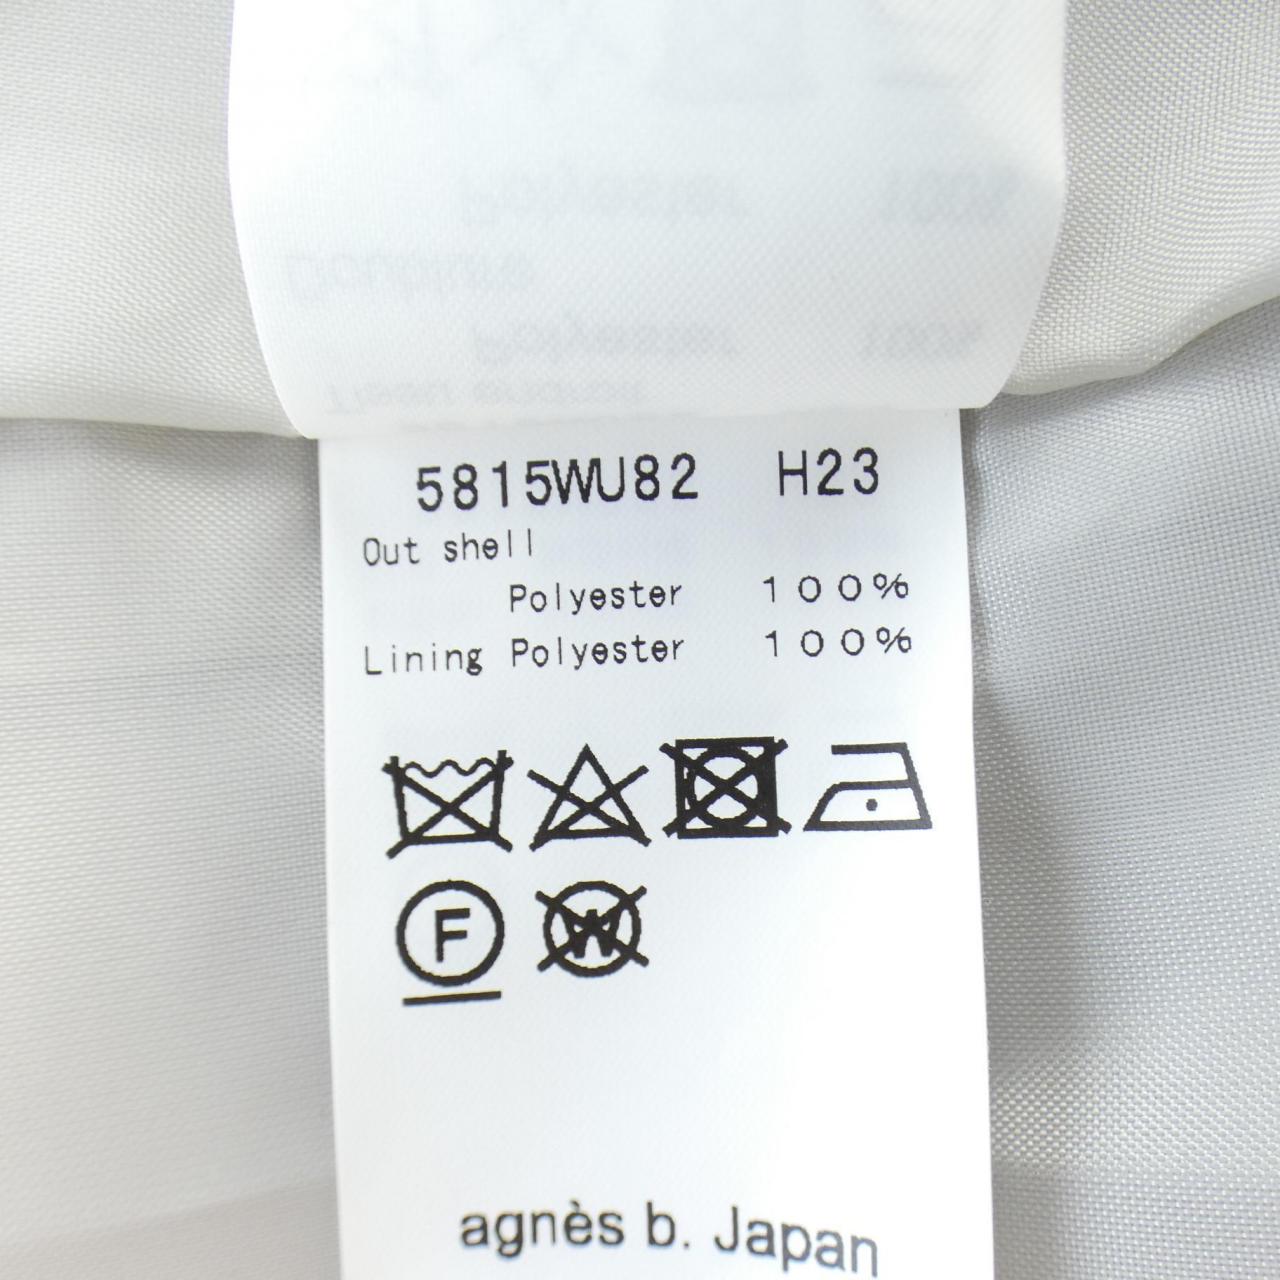 5815WU82 H23
Out shell
Polyester 100%
Lining Polyester 100%
F
W
agnès b. Japan